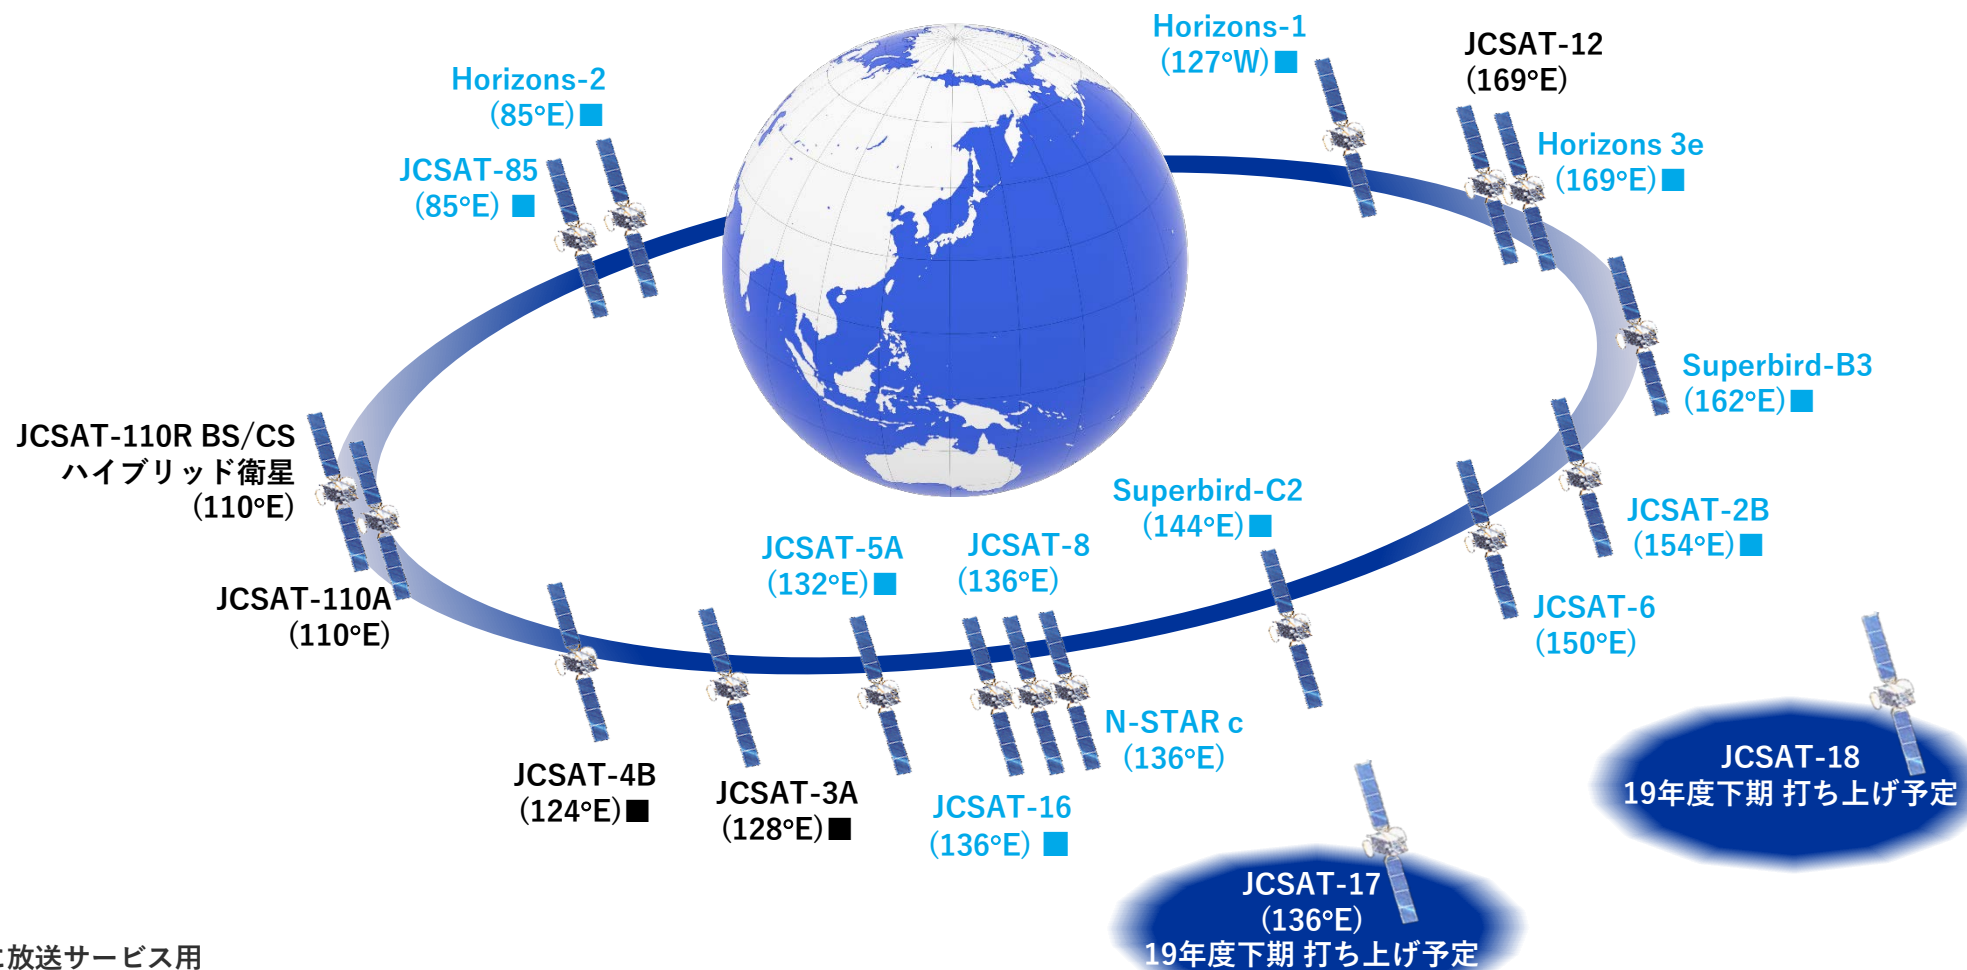 Horizons-1
(127°W)■
JCSAT-12
(169°E)
Horizons-2
(85°E)■
Horizons 3e
(169°E)■
JCSAT-85
(85°E) ■
Superbird-B3
(162°E)■
JCSAT-110R BS/CS
ハイブリッド衛星
(110°E)
Superbird-C2
(144°E)■
JCSAT-2B
(154°E)■
JCSAT-5A
(132°E)■
JCSAT-8
(136°E)
JCSAT-110A
(110°E)
JCSAT-6
(150°E)
N-STAR c
(136°E)
JCSAT-4B
(124°E)■
JCSAT-3A
(128°E)■
JCSAT-16
(136°E) ■
JCSAT-18
19年度下期 打ち上げ予定
JCSAT-17
(136°E)
19年度下期 打ち上げ予定
放送サービス用